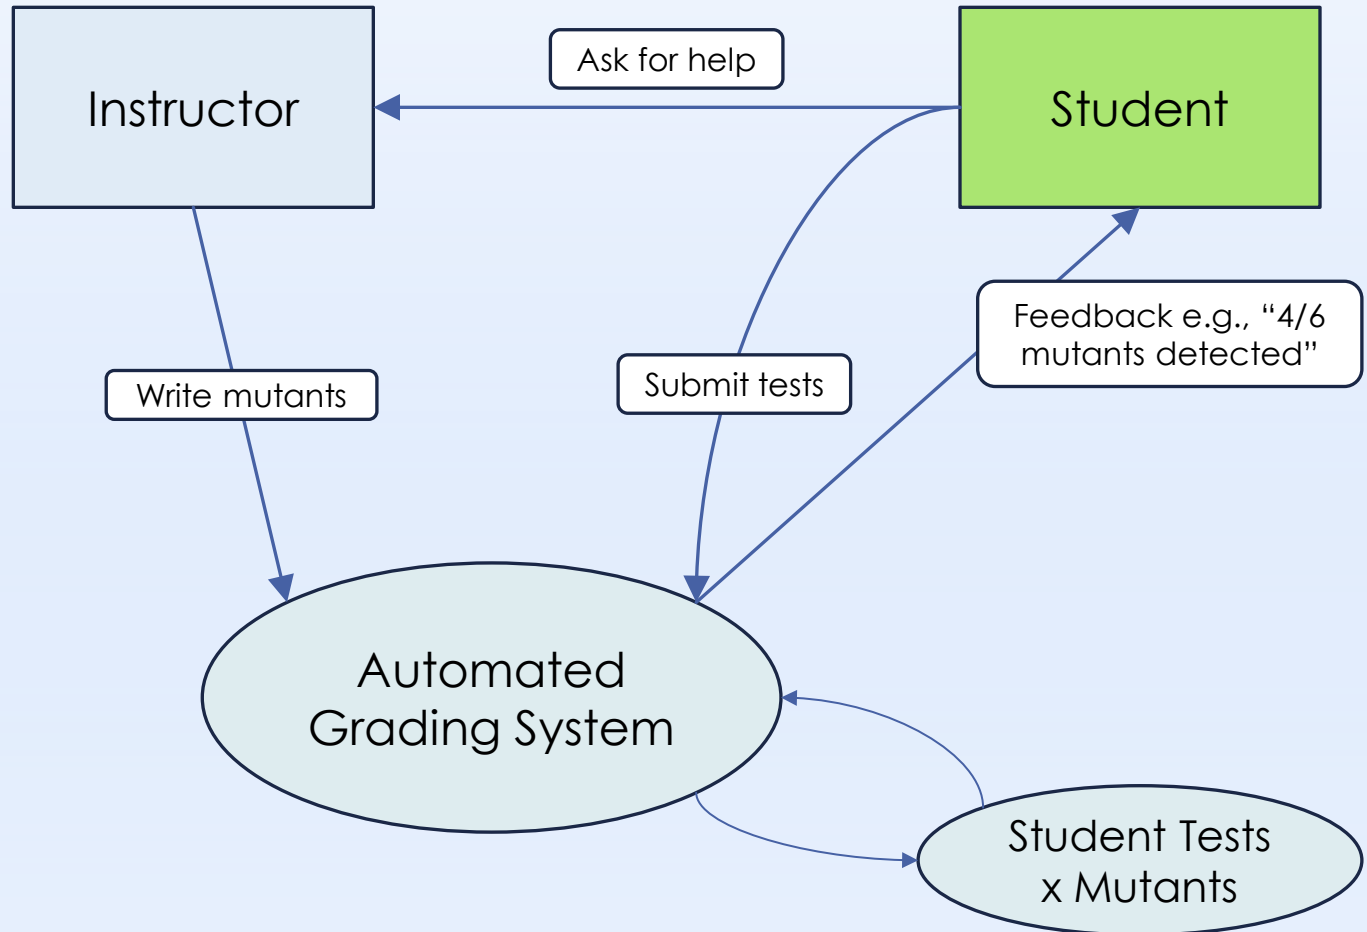 Ask for help
Instructor
Student
Feedback e.g., “4/6
mutants detected”
Write mutants
Submit tests
Automated
Grading System
Student Tests
x Mutants